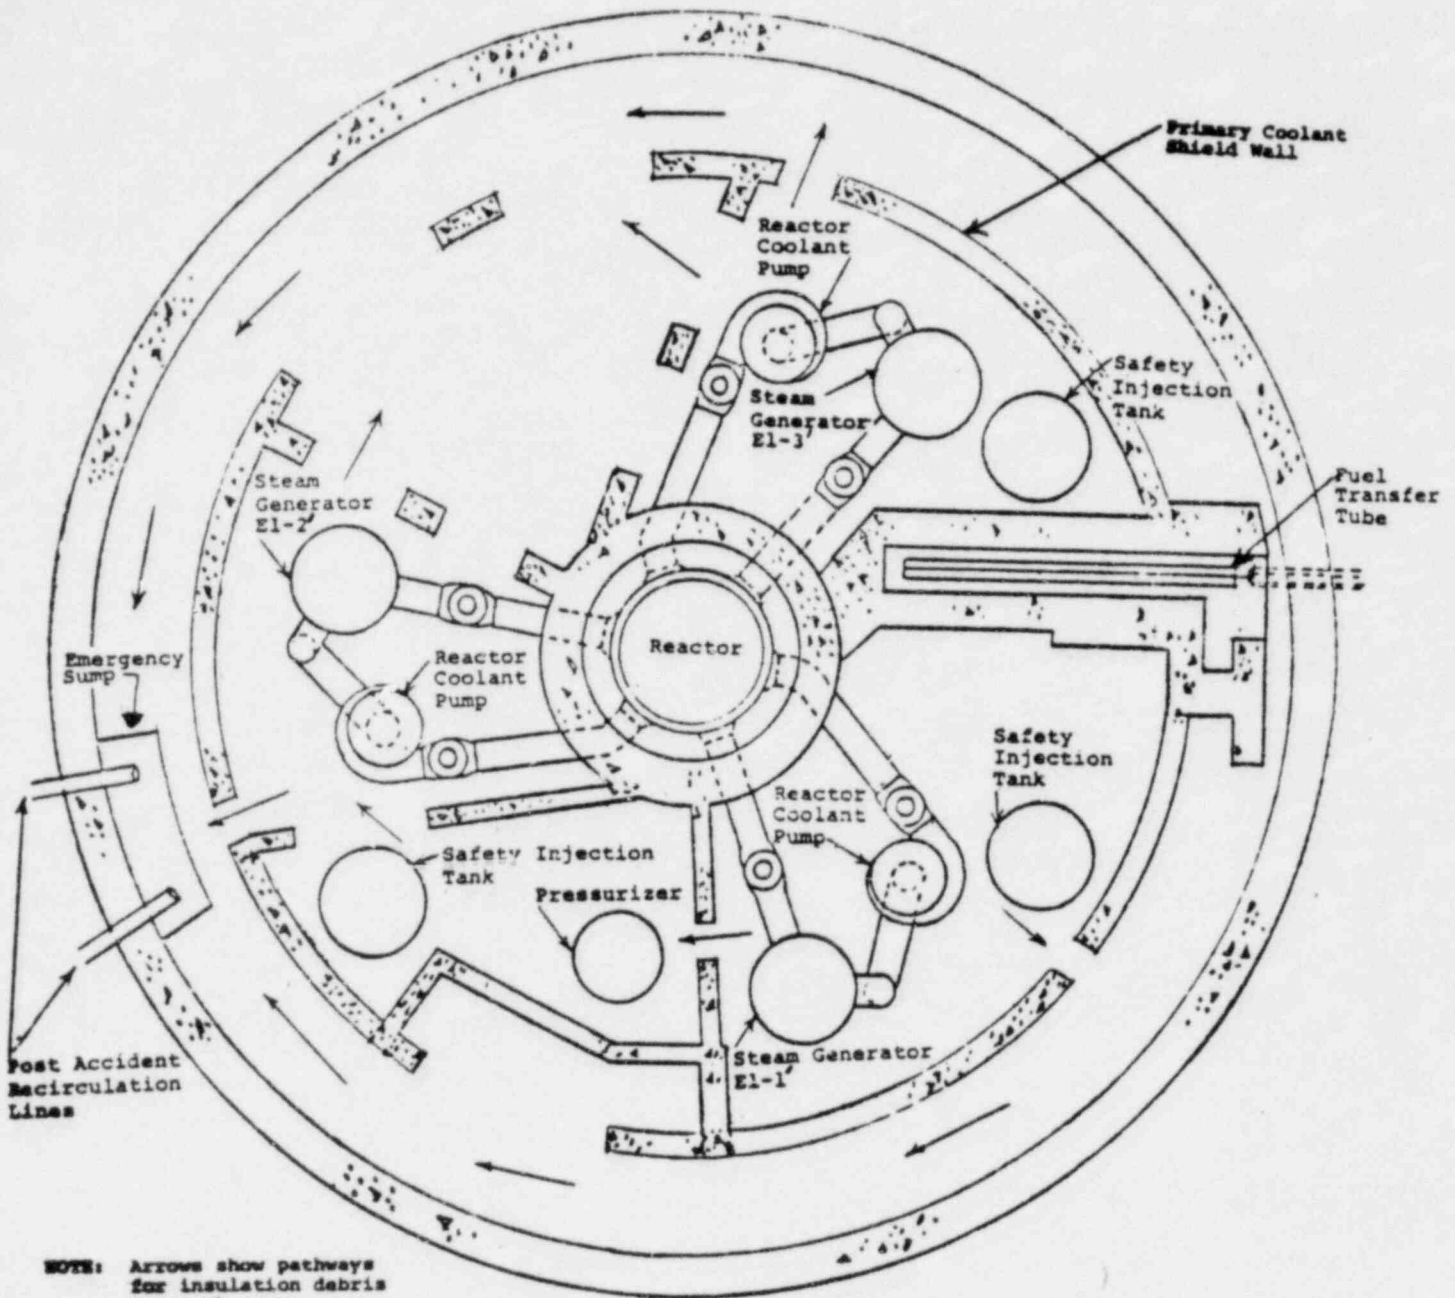 Primary Coolant
Shield Wall
Reactor
Coolant
Pump
Safety
Injection
Tank
Steam
Generator
E1-3
Fuel
Transfer
Tube
Steam
Generator
E1-2
Reactor
Emergency
Sump
Reactor
Coolant
Pump
Safety
Injection
Tank
Reactor
Coolant
Pump
Safety Injection
Tank
Pressurizer
Steam Generator
E1-1
Post Accident
Recirculation
Lines
NOTE: Arrows show pathways
for insulation debris